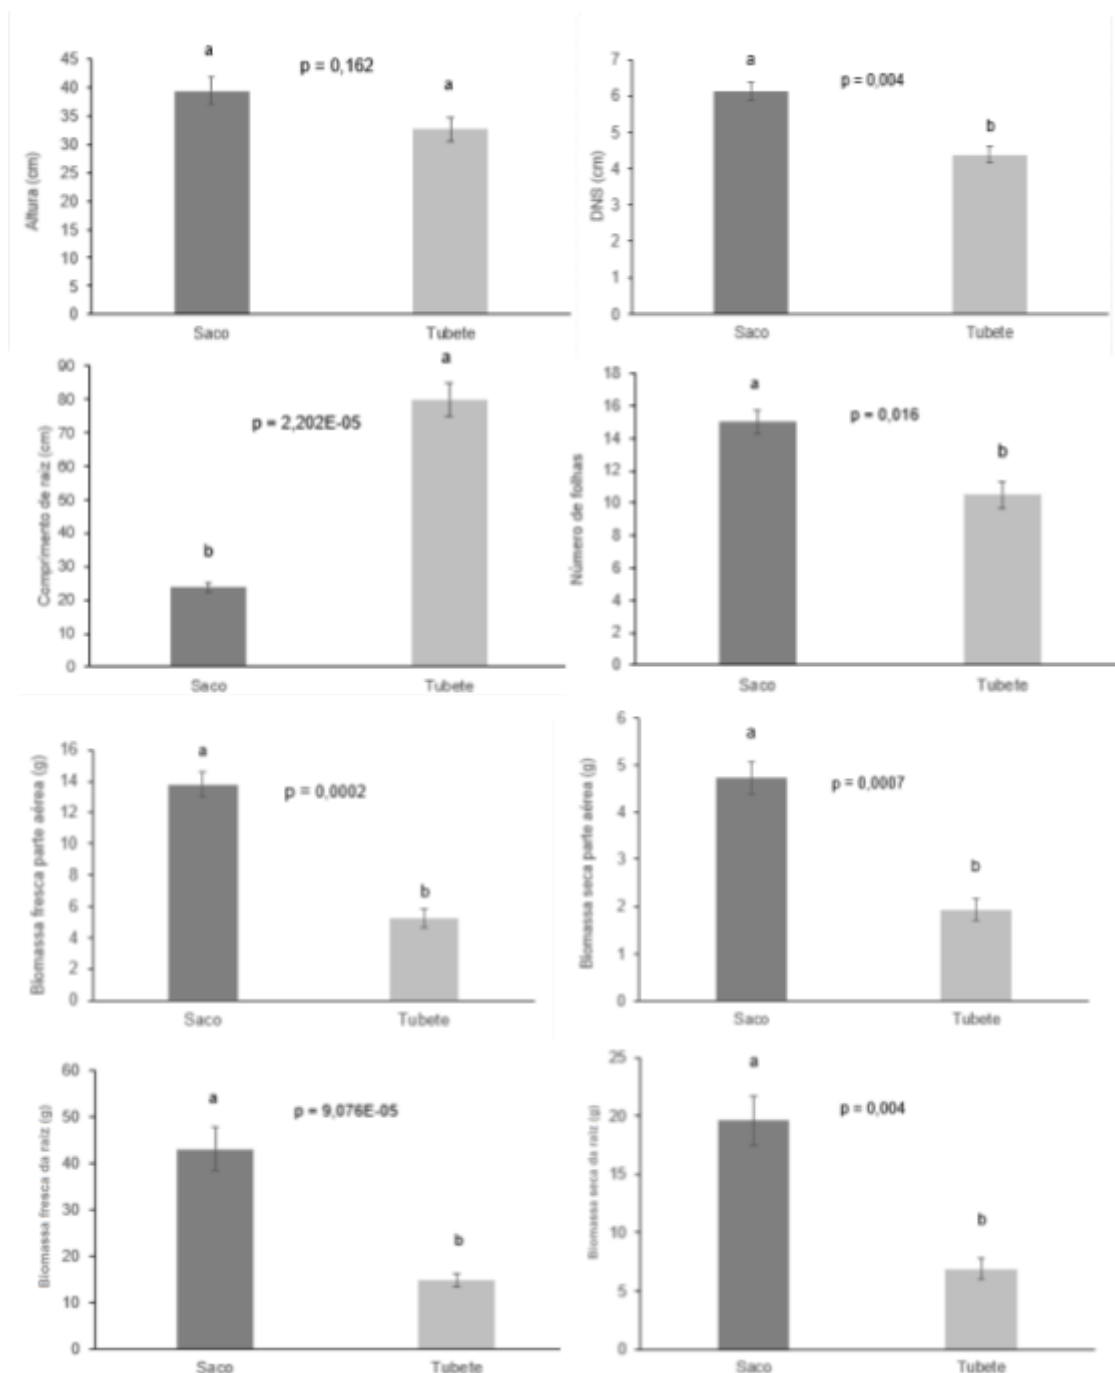 Altura (cm)
45
40
35
30
25
20
15
10
5
0
a
p = 0,162
a
Saco
Tubete
DNS (cm)
7
6
5
4
3
2
1
0
a
p = 0,004
b
Saco
Tubete
Comprimento de raiz (cm)
90
80
70
60
50
40
30
20
10
0
a
p = 2,202E-05
b
Saco
Tubete
Número de folhas
18
16
14
12
10
8
6
4
2
0
a
p = 0,016
b
Saco
Tubete
Biomassa fresca parte aérea (g)
16
14
12
10
8
6
4
2
0
a
p = 0,0002
b
Saco
Tubete
Biomassa seca parte aérea (g)
6
5
4
3
2
1
0
a
p = 0,0007
b
Saco
Tubete
Biomassa fresca da raiz (g)
60
50
40
30
20
10
0
a
p = 9,076E-05
b
Saco
Tubete
Biomassa seca da raiz (g)
25
20
15
10
5
0
a
p = 0,004
b
Saco
Tubete